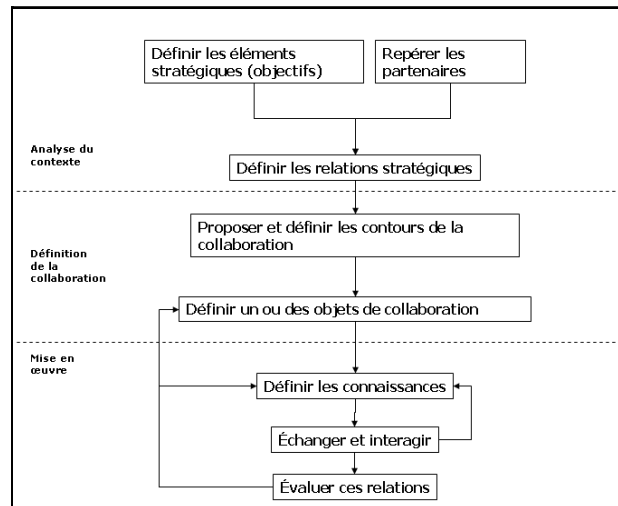 Définir les éléments
stratégiques (objectifs)
Repérer les
partenaires
Analyse du
contexte
Définir les relations stratégiques
Proposer et définir les contours de la
collaboration
Définition
de la
collaboration
Définir un ou des objets de collaboration
Mise en
œuvre
Définir les connaissances
Échanger et interagir
Évaluer ces relations